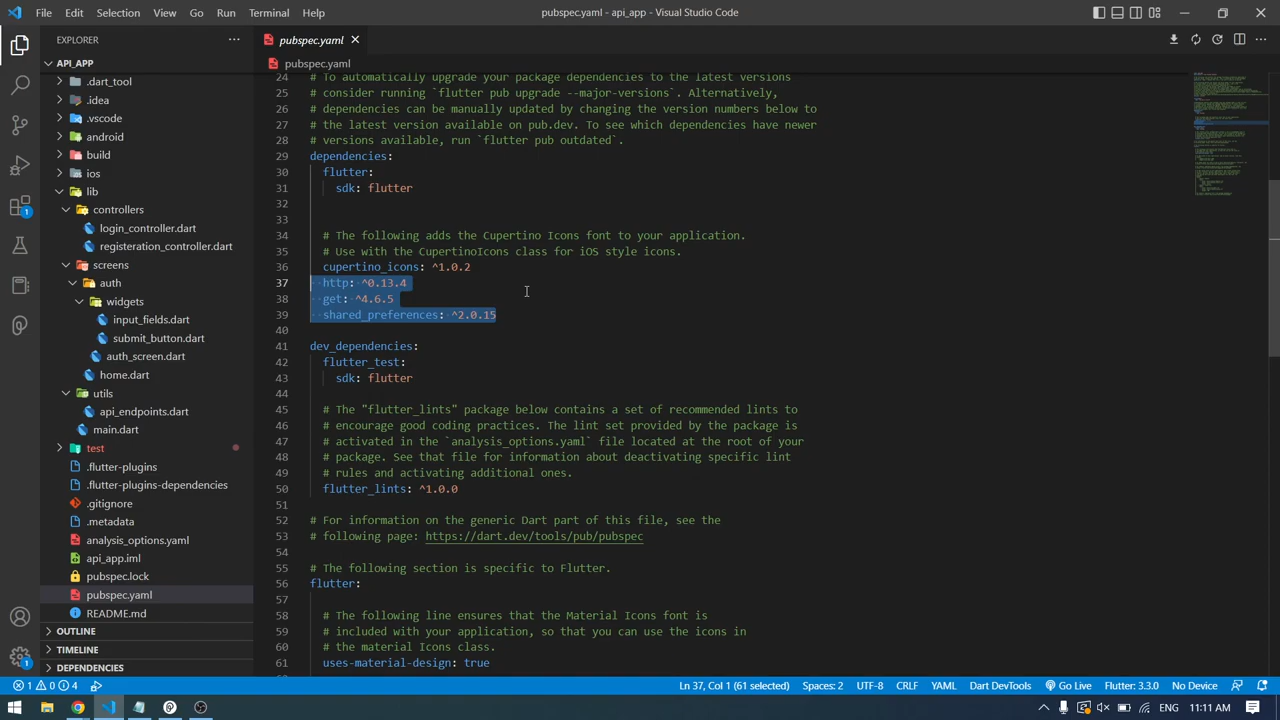 File Edit Selection View Go Run Terminal Help
pubspec.yaml - api_app - Visual Studio Code
EXPLORER
pubspec.yaml
API_APP
pubspec.yaml
.dart_tool
.idea
.vscode
android
build
ios
lib
controllers
login_controller.dart
registeration_controller.dart
screens
auth
widgets
input_fields.dart
submit_button.dart
auth_screen.dart
home.dart
utils
api_endpoints.dart
main.dart
test
.flutter-plugins
.flutter-plugins-dependencies
.gitignore
.metadata
analysis_options.yaml
api_app.iml
pubspec.lock
pubspec.yaml
README.md
OUTLINE
TIMELINE
DEPENDENCIES
24 # To automatically upgrade your package dependencies to the latest versions
25 # consider running `flutter pub upgrade --major-versions`. Alternatively,
26 # dependencies can be manually updated by changing the version numbers below to
27 # the latest version available on pub.dev. To see which dependencies have newer
28 # versions available, run `flutter pub outdated`.
29 dependencies:
30 flutter:
31 sdk: flutter
32
33
34 # The following adds the Cupertino Icons font to your application.
35 # Use with the CupertinoIcons class for iOS style icons.
36 cupertino_icons: ^1.0.2
37 http: ^0.13.4
38 get: ^4.6.5
39 shared_preferences: ^2.0.15
40
41 dev_dependencies:
42 flutter_test:
43 sdk: flutter
44
45 # The "flutter_lints" package below contains a set of recommended lints to
46 # encourage good coding practices. The lint set provided by the package is
47 # activated in the `analysis_options.yaml` file located at the root of your
48 # package. See that file for information about deactivating specific lint
49 # rules and activating additional ones.
50 flutter_lints: ^1.0.0
51
52 # For information on the generic Dart part of this file, see the
53 # following page: https://dart.dev/tools/pub/pubspec
54
55 # The following section is specific to Flutter.
56 flutter:
57
58 # The following line ensures that the Material Icons font is
59 # included with your application, so that you can use the icons in
60 # the material Icons class.
61 uses-material-design: true
1 0 4
Ln 37, Col 1 (61 selected) Spaces: 2 UTF-8 CRLF YAML Dart DevTools Go Live Flutter: 3.3.0 No Device
ENG 11:11 AM